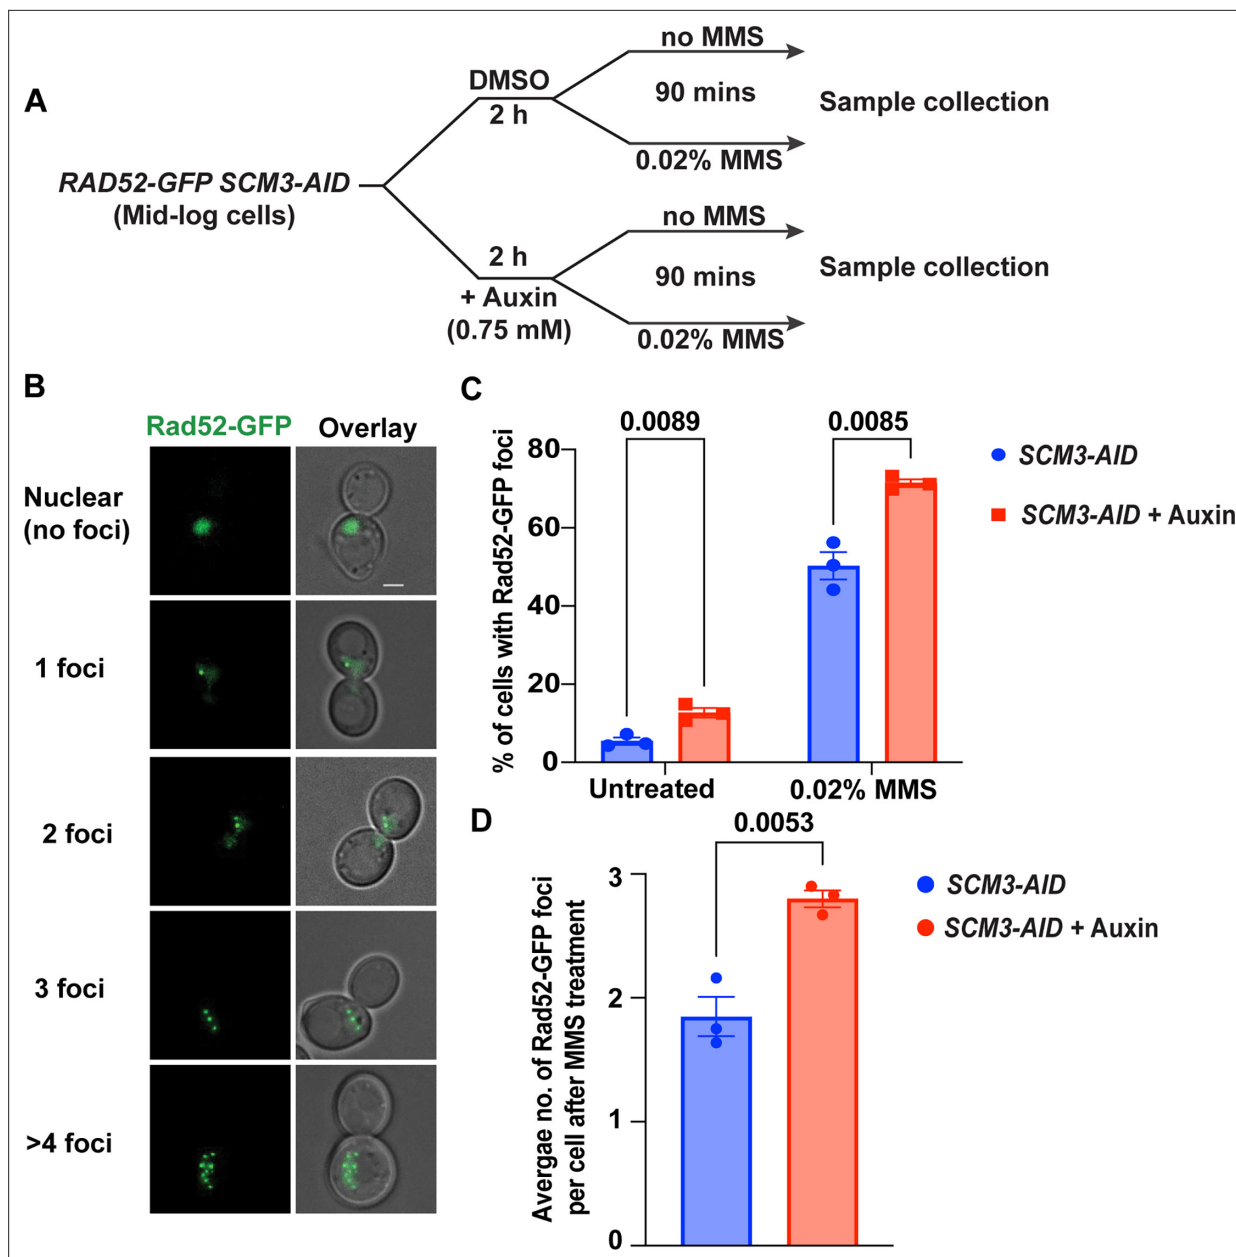 A
RAD52-GFP SCM3-AID
(Mid-log cells)
DMSO
2 h
no MMS
90 mins
0.02% MMS
Sample collection
2 h
+ Auxin
(0.75 mM)
no MMS
90 mins
0.02% MMS
Sample collection
B
Rad52-GFP
Overlay
Nuclear
(no foci)
1 foci
2 foci
3 foci
>4 foci
C
% of cells with Rad52-GFP foci
80
60
40
20
0
0.0089
0.0085
Untreated
0.02% MMS
SCM3-AID
SCM3-AID + Auxin
D
Avergae no. of Rad52-GFP foci
per cell after MMS treatment
3
2
1
0
0.0053
SCM3-AID
SCM3-AID + Auxin